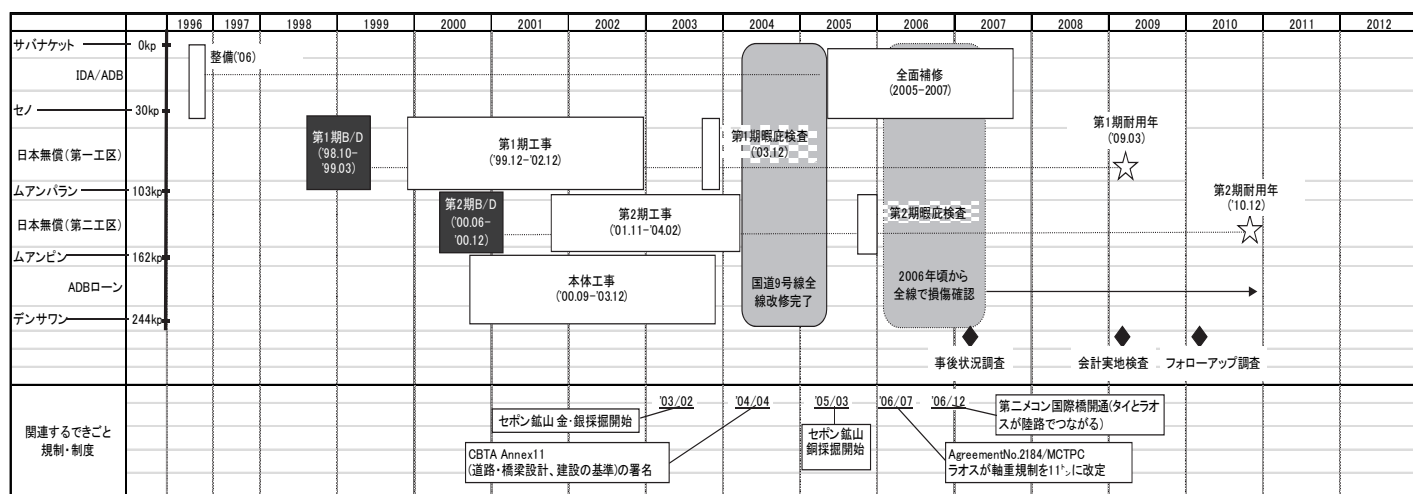 1996 1997 1998 1999 2000 2001 2002 2003 2004 2005 2006 2007 2008 2009 2010 2011 2012
サバナケット 0kp
整備('06)
IDA/ADB
全面補修
(2005-2007)
セノ 30kp
第1期B/D
('98.10-
'99.03)
第1期工事
('99.12-'02.12)
第1期瑕疵検査
('03.12)
第1期耐用年
('09.03)
日本無償(第一工区)
ムアンパラン 103kp
第2期B/D
('00.06-
'00.12)
第2期工事
('01.11-'04.02)
第2期瑕疵検査
第2期耐用年
('10.12)
日本無償(第二工区)
ムアンピン 162kp
ADBローン
本体工事
('00.09-'03.12)
国道9号線全
線改修完了
2006年頃から
全線で損傷確認
デンサワン 244kp
事後状況調査
会計実地検査
フォローアップ調査
関連するできごと
規制・制度
'03/02 '04/04 '05/03 '06/07 '06/12
セポン鉱山 金・銀採掘開始
CBTA Annex11
(道路・橋梁設計、建設の基準)の署名
セポン鉱山
銅採掘開始
第二メコン国際橋開通(タイとラオ
スが陸路でつながる)
AgreementNo.2184/MCTPC
ラオスが軸重規制を11㌧に改定